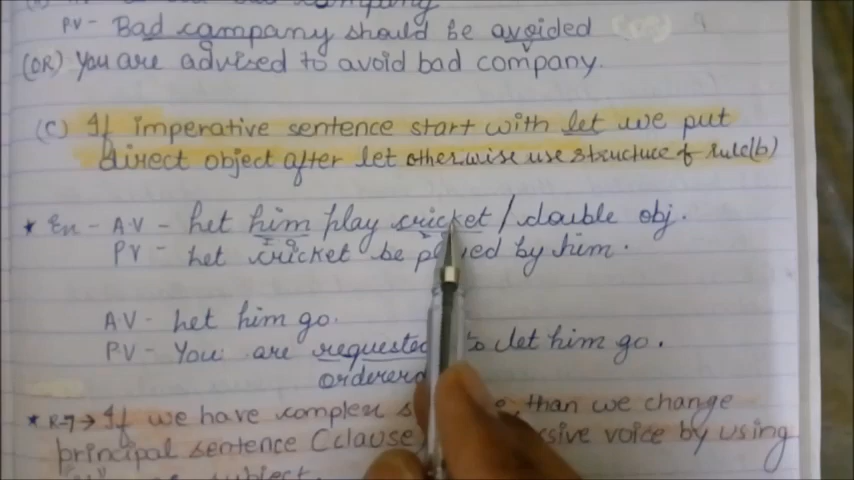 PV- Bad campany should be avoided
(OR) You are advised to avoid bad company.
(C) If imperative sentence start with let we put
direct object after let otherwise use structure of rule(b)
* Ex - A.V - Let him play cricket / double obj.
PV - Let cricket be played by him.
A.V - Let him go.
P.V - You are requested to let him go.
* R-7 → If we have complex than we change
principal sentence (clause) voice by using
subject.